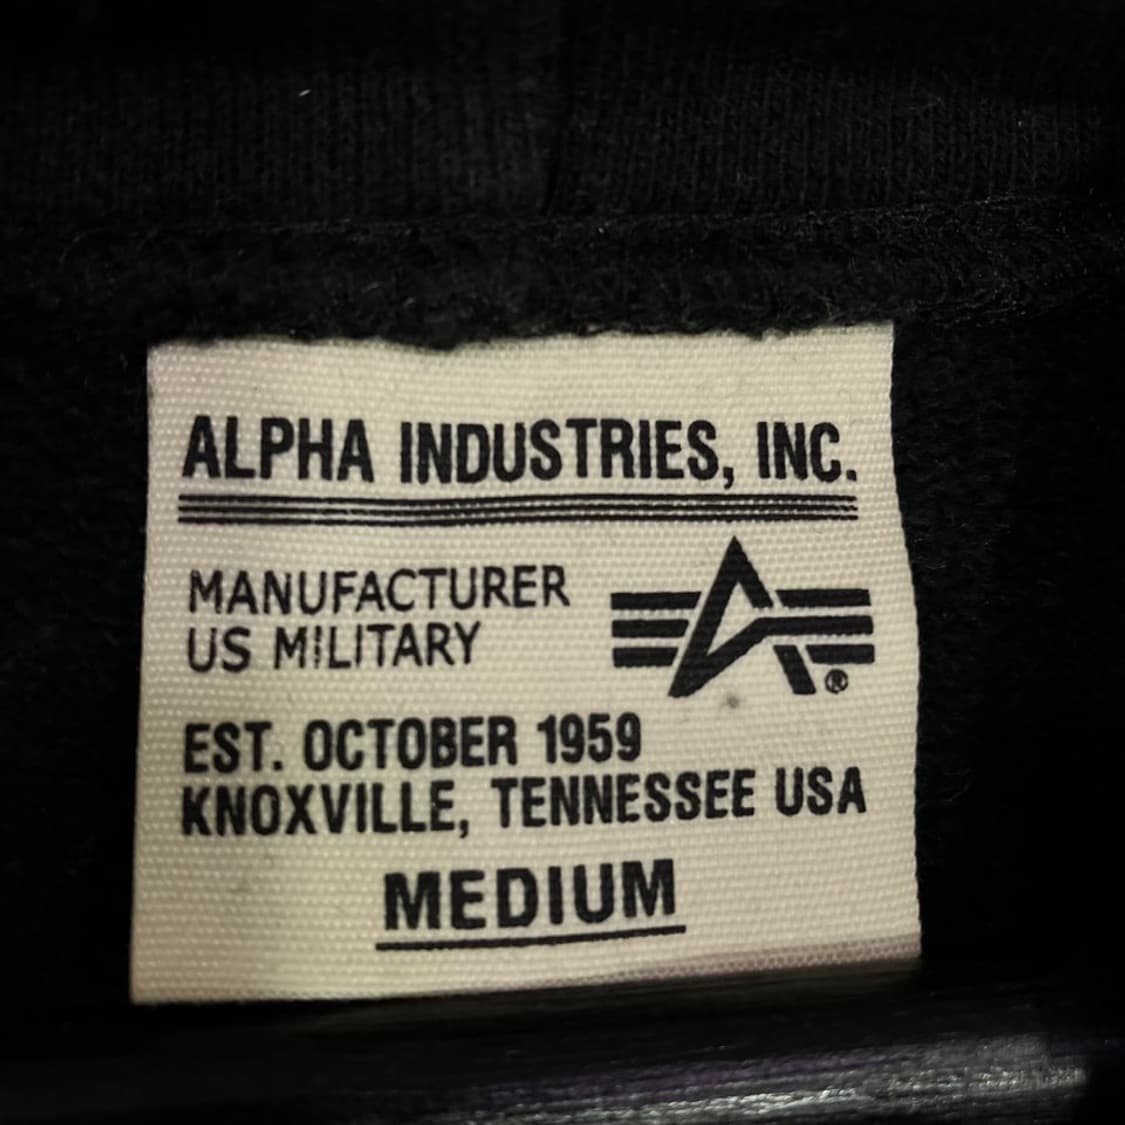 ALPHA INDUSTRIES, INC.
MANUFACTURER
US MILITARY
®
EST. OCTOBER 1959
KNOXVILLE, TENNESSEE USA
MEDIUM